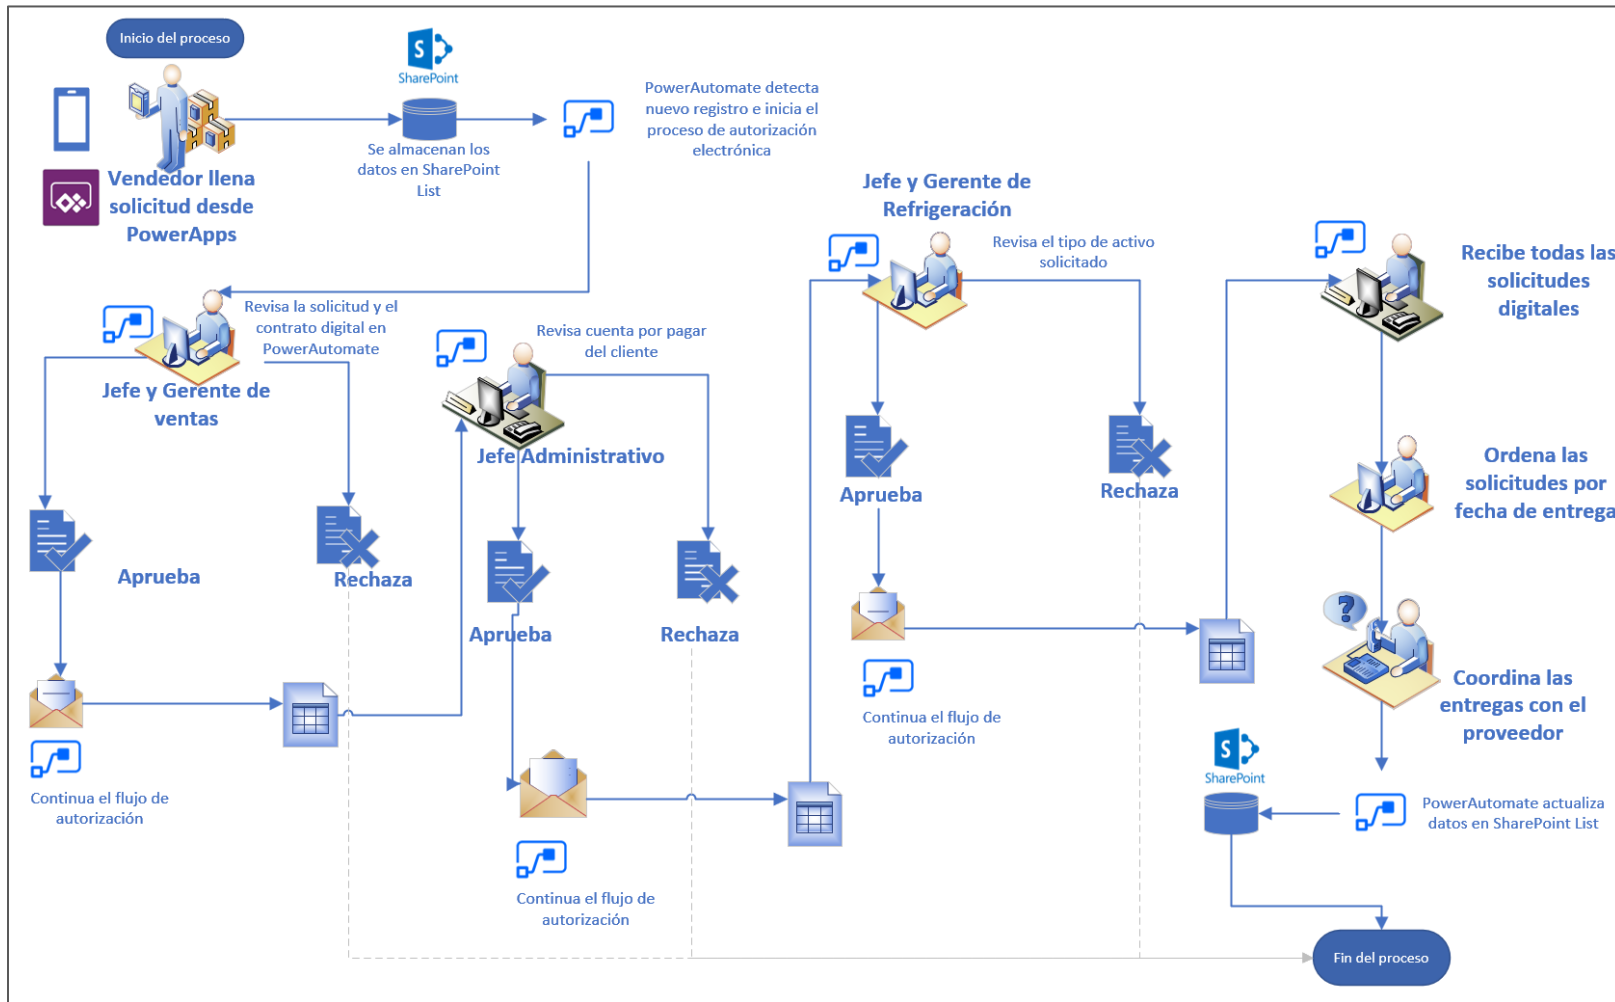 Inicio del proceso
SharePoint
Se almacenan los
datos en SharePoint
List
PowerAutomate detecta
nuevo registro e inicia el
proceso de autorización
electrónica
Vendedor llena
solicitud desde
PowerApps
Revisa la solicitud y el
contrato digital en
PowerAutomate
Jefe y Gerente de
ventas
Aprueba
Rechaza
Continua el flujo de
autorización
Revisa cuenta por pagar
del cliente
Jefe Administrativo
Aprueba
Rechaza
Continua el flujo de
autorización
Jefe y Gerente de
Refrigeración
Revisa el tipo de activo
solicitado
Aprueba
Rechaza
Continua el flujo de
autorización
Recibe todas las
solicitudes
digitales
Ordena las
solicitudes por
fecha de entrega
?
Coordina las
entregas con el
proveedor
SharePoint
PowerAutomate actualiza
datos en SharePoint List
Fin del proceso